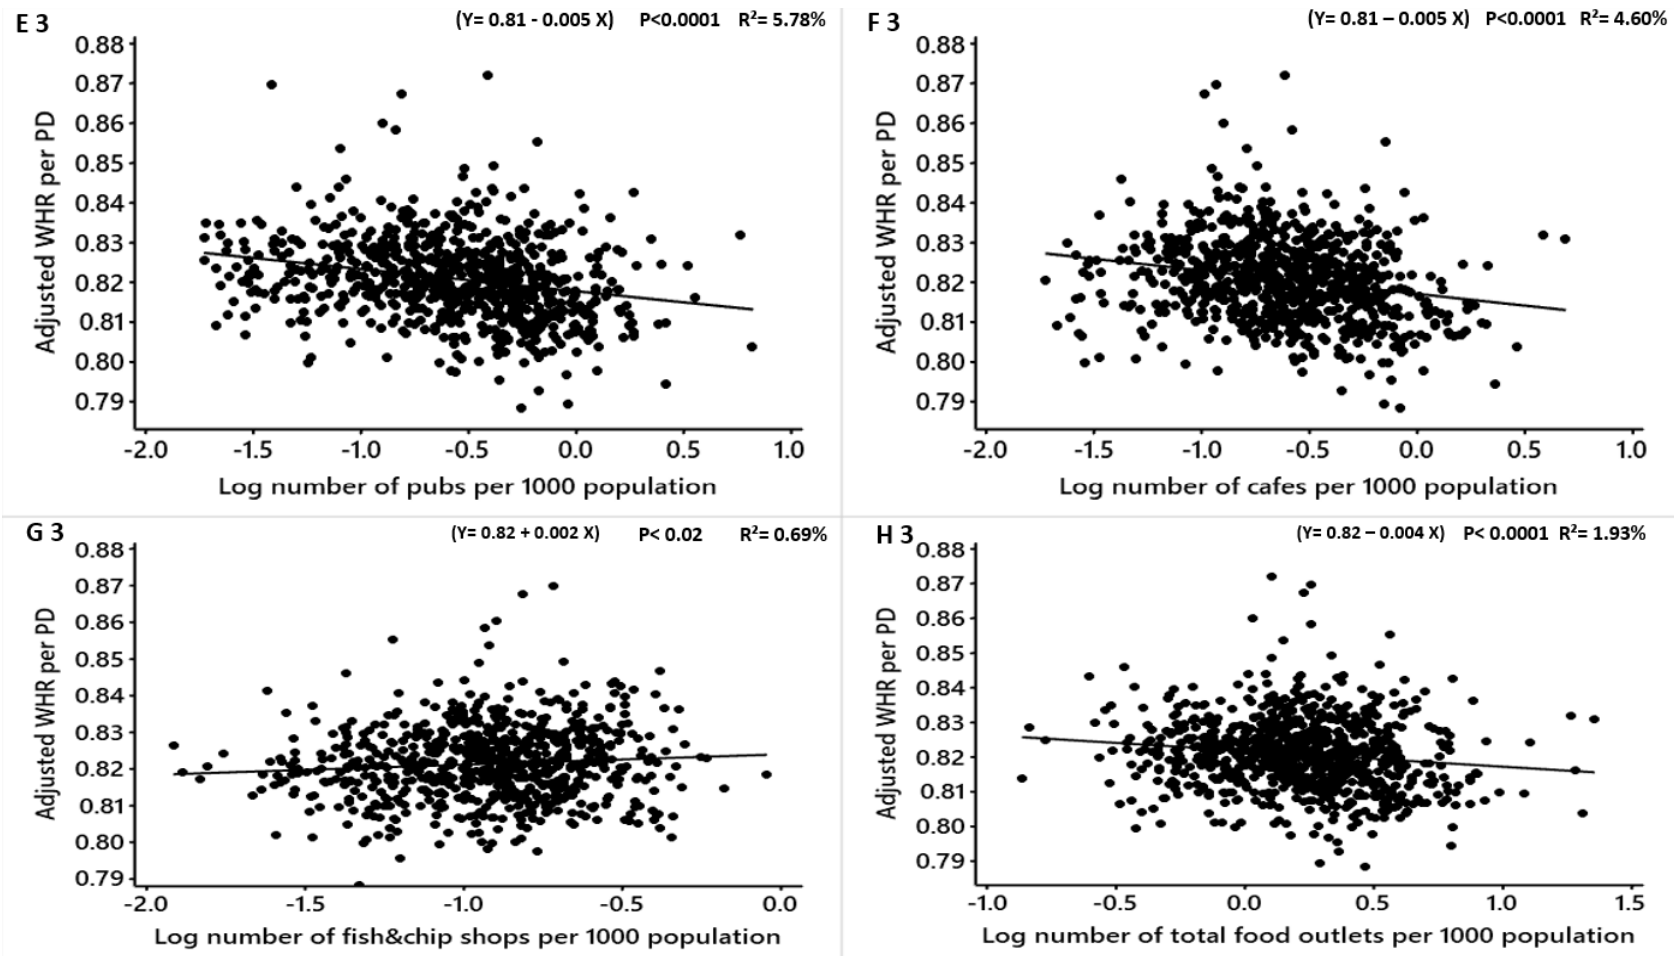 E 3 (Y= 0.81 - 0.005 X) P<0.0001 R²= 5.78%
0.88
0.87
0.86
0.85
0.84
0.83
0.82
0.81
0.80
0.79
Adjusted WHR per PD
-2.0 -1.5 -1.0 -0.5 0.0 0.5 1.0
Log number of pubs per 1000 population
F 3 (Y= 0.81 – 0.005 X) P<0.0001 R²= 4.60%
0.88
0.87
0.86
0.85
0.84
0.83
0.82
0.81
0.80
0.79
Adjusted WHR per PD
-2.0 -1.5 -1.0 -0.5 0.0 0.5 1.0
Log number of cafes per 1000 population
G 3 (Y= 0.82 + 0.002 X) P< 0.02 R²= 0.69%
0.88
0.87
0.86
0.85
0.84
0.83
0.82
0.81
0.80
0.79
Adjusted WHR per PD
-2.0 -1.5 -1.0 -0.5 0.0
Log number of fish&chip shops per 1000 population
H 3 (Y= 0.82 – 0.004 X) P< 0.0001 R²= 1.93%
0.88
0.87
0.86
0.85
0.84
0.83
0.82
0.81
0.80
0.79
Adjusted WHR per PD
-1.0 -0.5 0.0 0.5 1.0 1.5
Log number of total food outlets per 1000 population